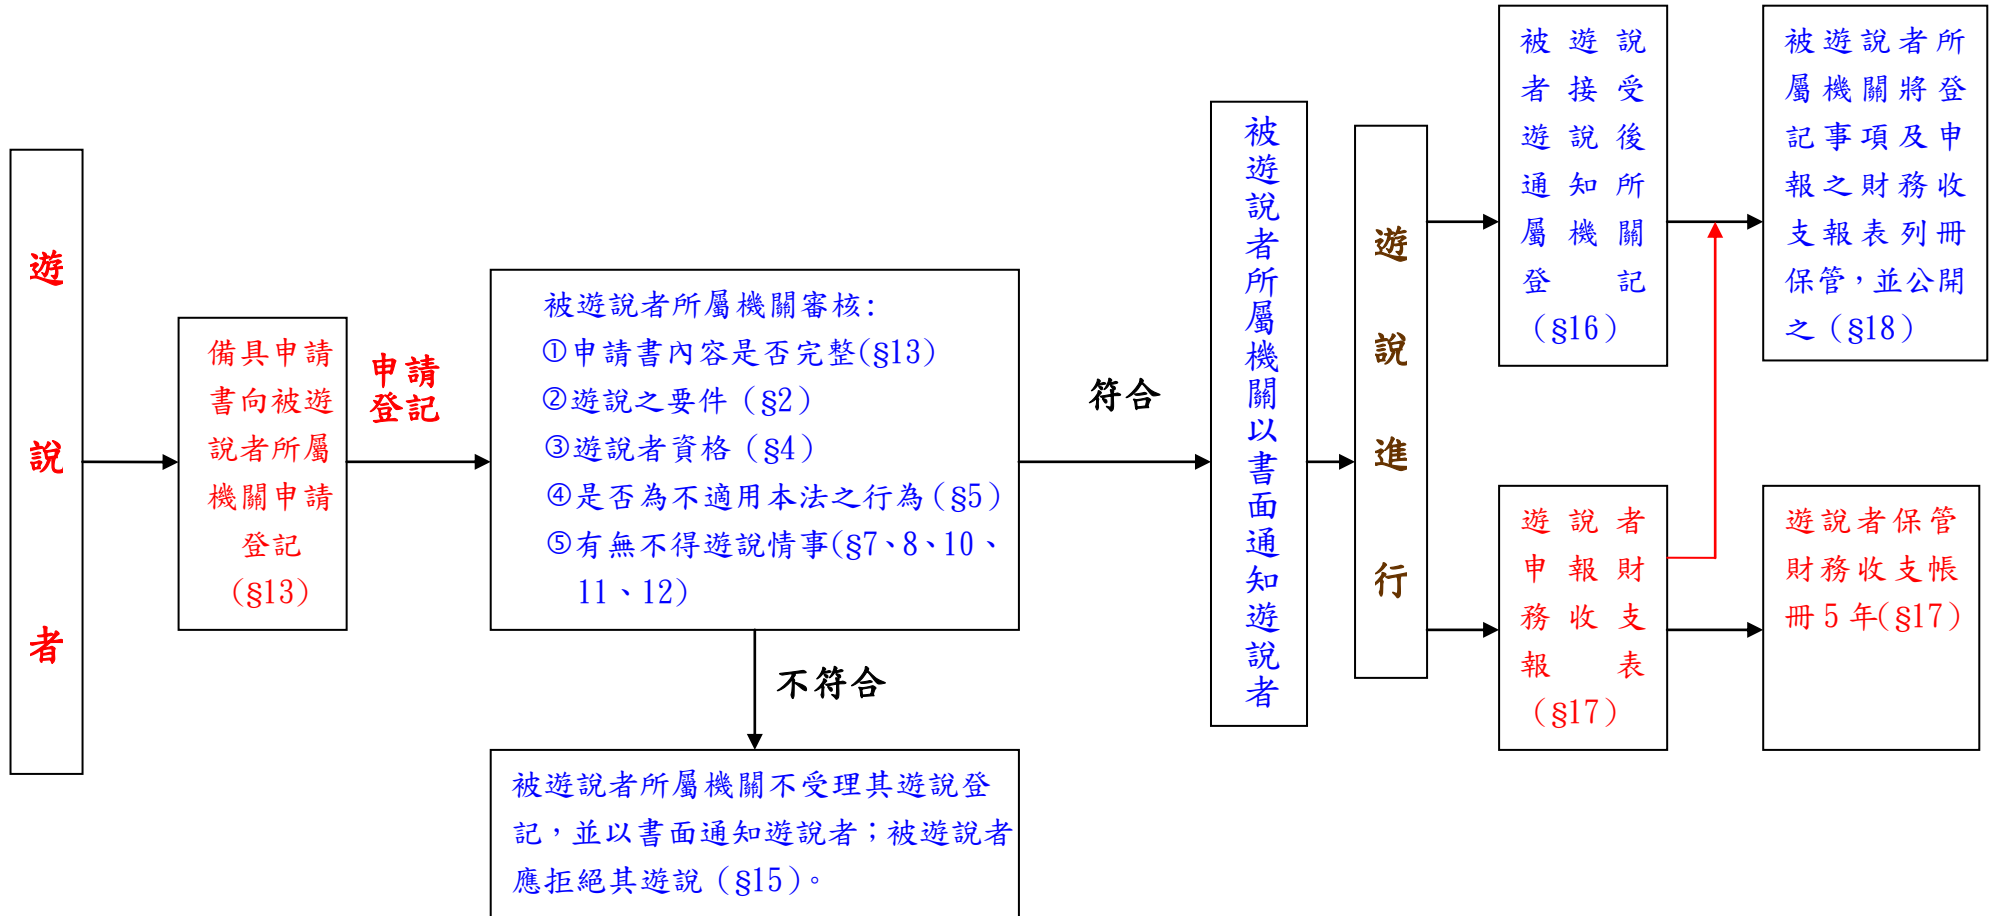 遊說者
備具申請
書向被遊
說者所屬
機關申請
登記
(§13)
申請
登記
被遊說者所屬機關審核:
①申請書內容是否完整(§13)
②遊說之要件(§2)
③遊說者資格(§4)
④是否為不適用本法之行為(§5)
⑤有無不得遊說情事(§7、8、10、
11、12)
不符合
被遊說者所屬機關不受理其遊說登
記，並以書面通知遊說者；被遊說者
應拒絕其遊說(§15)。
符合
被遊說者所屬機關以書面通知遊說者
遊說進行
被遊說
者接受
遊說後
通知所
屬機關
登記
(§16)
被遊說者所
屬機關將登
記事項及申
報之財務收
支報表列冊
保管，並公開
之(§18)
遊說者
申報財
務收支
報表
(§17)
遊說者保管
財務收支帳
冊5年(§17)